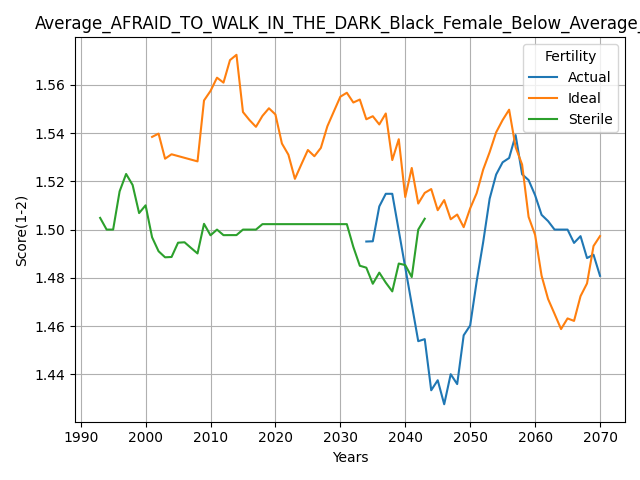 Average_AFRAID_TO_WALK_IN_THE_DARK_Black_Female_Below_Average_
Fertility
Actual
Ideal
Sterile
Score(1-2)
1.56
1.54
1.52
1.50
1.48
1.46
1.44
1990 2000 2010 2020 2030 2040 2050 2060 2070
Years